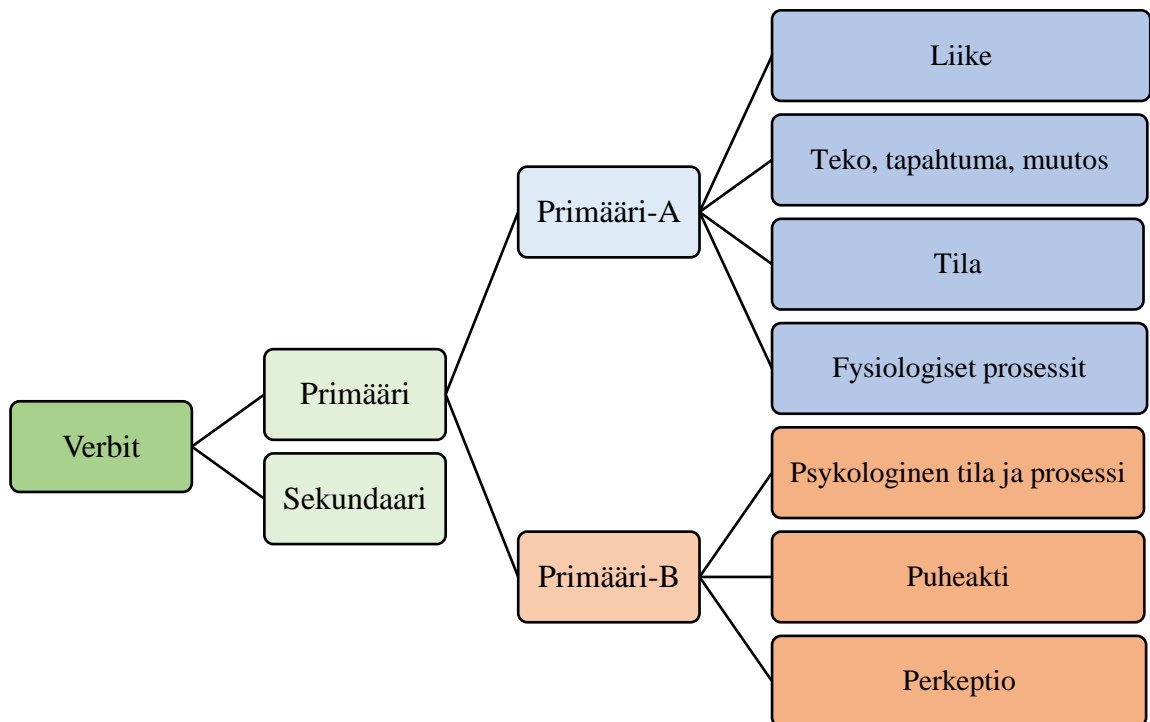 Verbit
Primääri
Sekundaari
Primääri-A
Primääri-B
Liike
Teko, tapahtuma, muutos
Tila
Fysiologiset prosessit
Psykologinen tila ja prosessi
Puheakti
Perkeptio